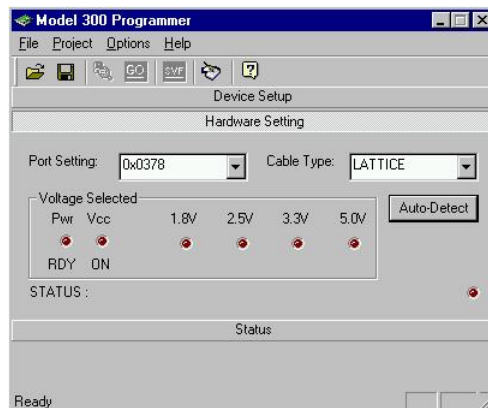 Model 300 Programmer
File Project Options Help
GO SVF
Device Setup
Hardware Setting
Port Setting: 0x0378 Cable Type: LATTICE
Voltage Selected
Pwr Vcc 1.8V 2.5V 3.3V 5.0V
Auto-Detect
RDY ON
STATUS :
Status
Ready